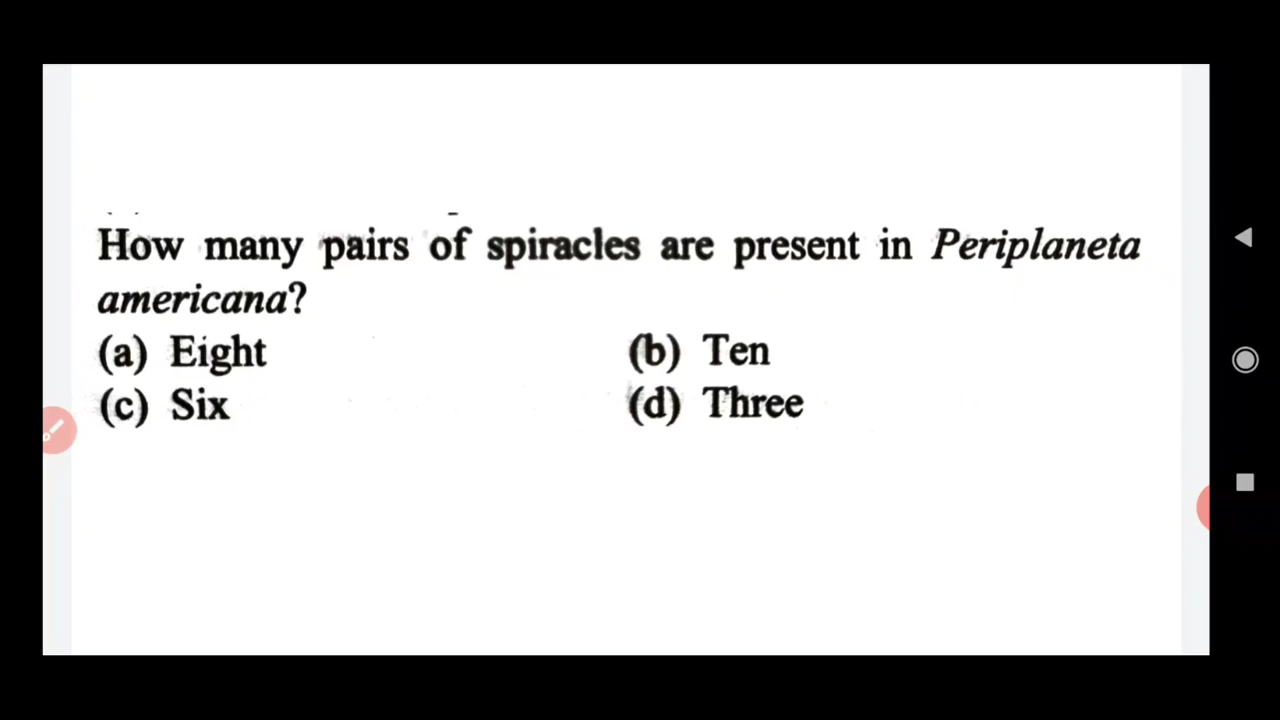 How many pairs of spiracles are present in Periplaneta
americana?
(a) Eight (b) Ten
(c) Six (d) Three